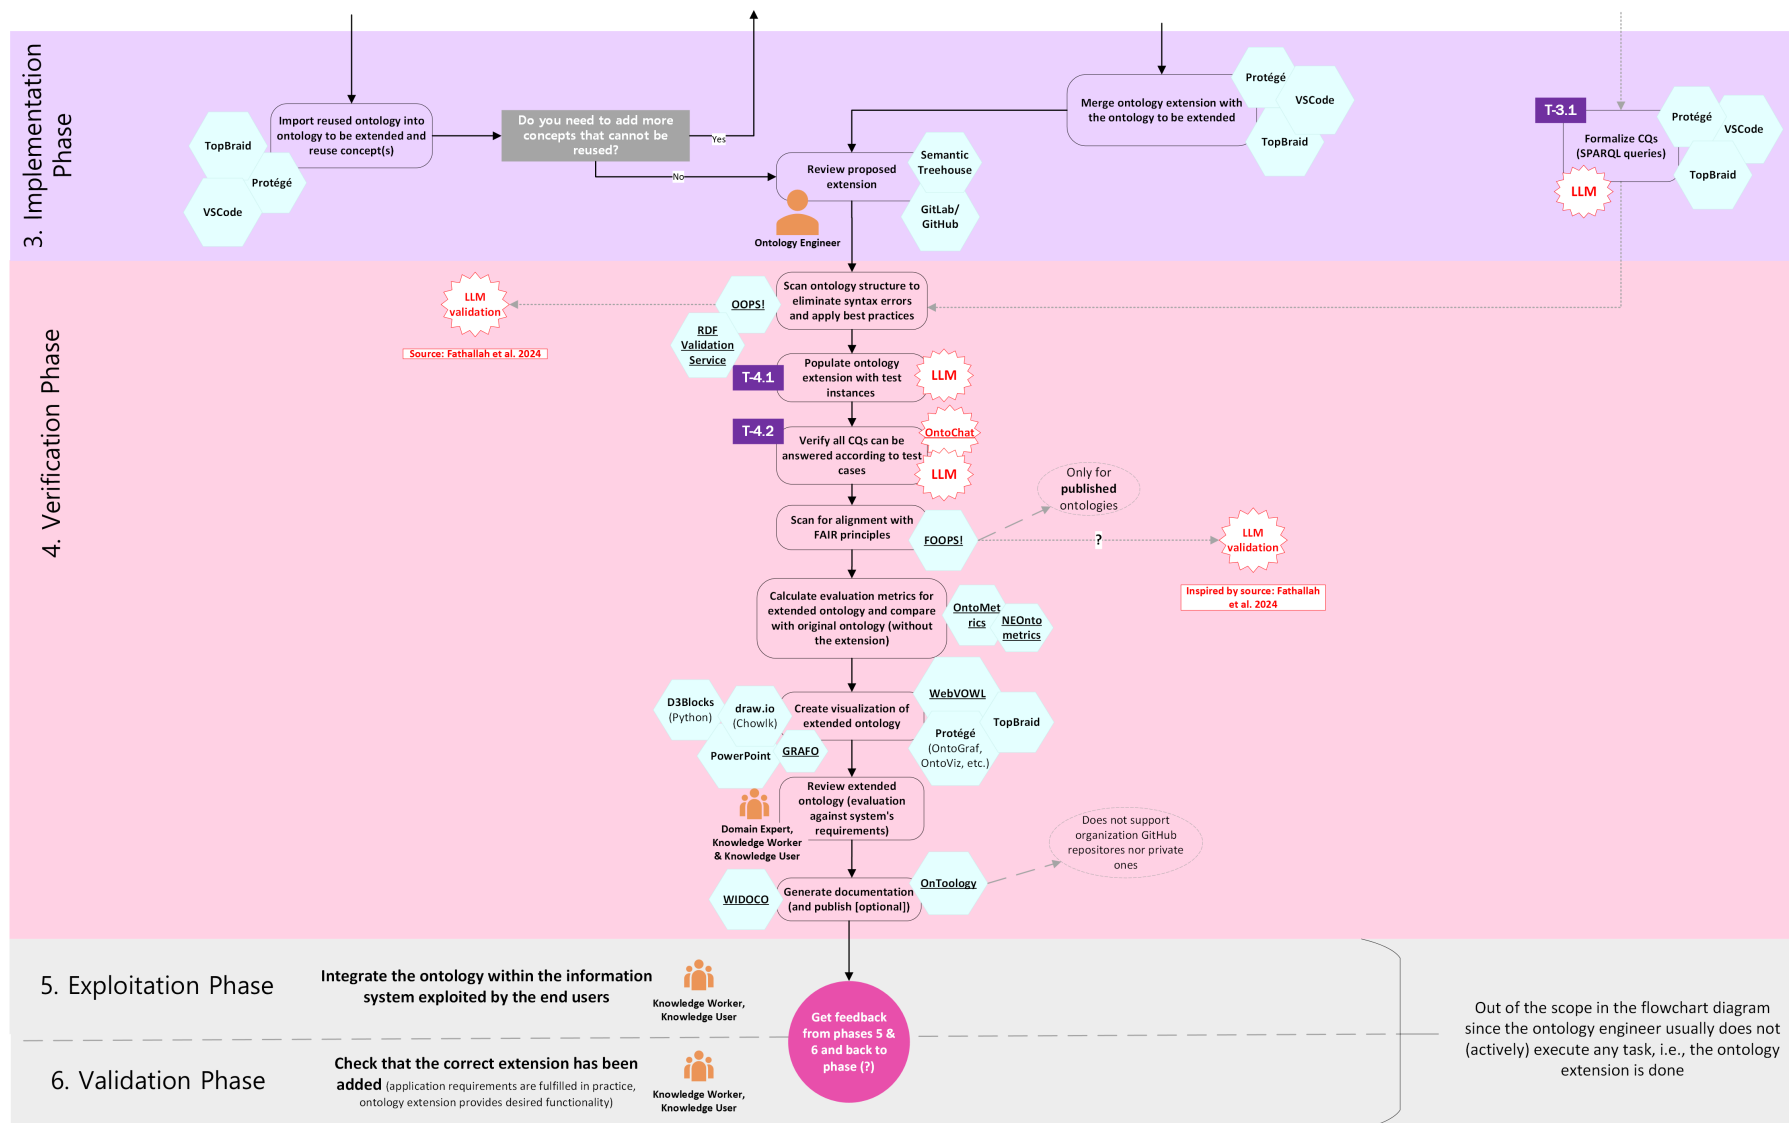 3. Implementation
Phase
TopBraid
Protégé
VSCode
Import reused ontology into
ontology to be extended and
reuse concept(s)
Do you need to add more
concepts that cannot be
reused?
Yes
No
Review proposed
extension
Semantic
Treehouse
GitLab/
GitHub
Ontology Engineer
Merge ontology extension with
the ontology to be extended
Protégé
VSCode
TopBraid
T-3.1
Formalize CQs
(SPARQL queries)
Protégé
VSCode
TopBraid
LLM
4. Verification Phase
LLM
validation
Source: Fathallah et al. 2024
OOPS!
RDF
Validation
Service
Scan ontology structure to
eliminate syntax errors
and apply best practices
T-4.1
Populate ontology
extension with test
instances
LLM
T-4.2
Verify all CQs can be
answered according to test
cases
OntoChat
LLM
Scan for alignment with
FAIR principles
FOOPS!
Only for
published
ontologies
?
LLM
validation
Inspired by source: Fathallah
et al. 2024
Calculate evaluation metrics for
extended ontology and compare
with original ontology (without
the extension)
OntoMet
rics
NEOnto
metrics
D3Blocks
(Python)
draw.io
(Chowlk)
PowerPoint
GRAFO
Create visualization of
extended ontology
WebVOWL
TopBraid
Protégé
(OntoGraf,
OntoViz, etc.)
Review extended
ontology (evaluation
against system's
requirements)
Domain Expert,
Knowledge Worker
& Knowledge User
WIDOCO
Generate documentation
(and publish [optional])
OnToology
Does not support
organization GitHub
repositores nor private
ones
5. Exploitation Phase
Integrate the ontology within the information
system exploited by the end users
Knowledge Worker,
Knowledge User
Get feedback
from phases 5 &
6 and back to
phase (?)
6. Validation Phase
Check that the correct extension has been
added (application requirements are fulfilled in practice,
ontology extension provides desired functionality)
Knowledge Worker,
Knowledge User
Out of the scope in the flowchart diagram
since the ontology engineer usually does not
(actively) execute any task, i.e., the ontology
extension is done